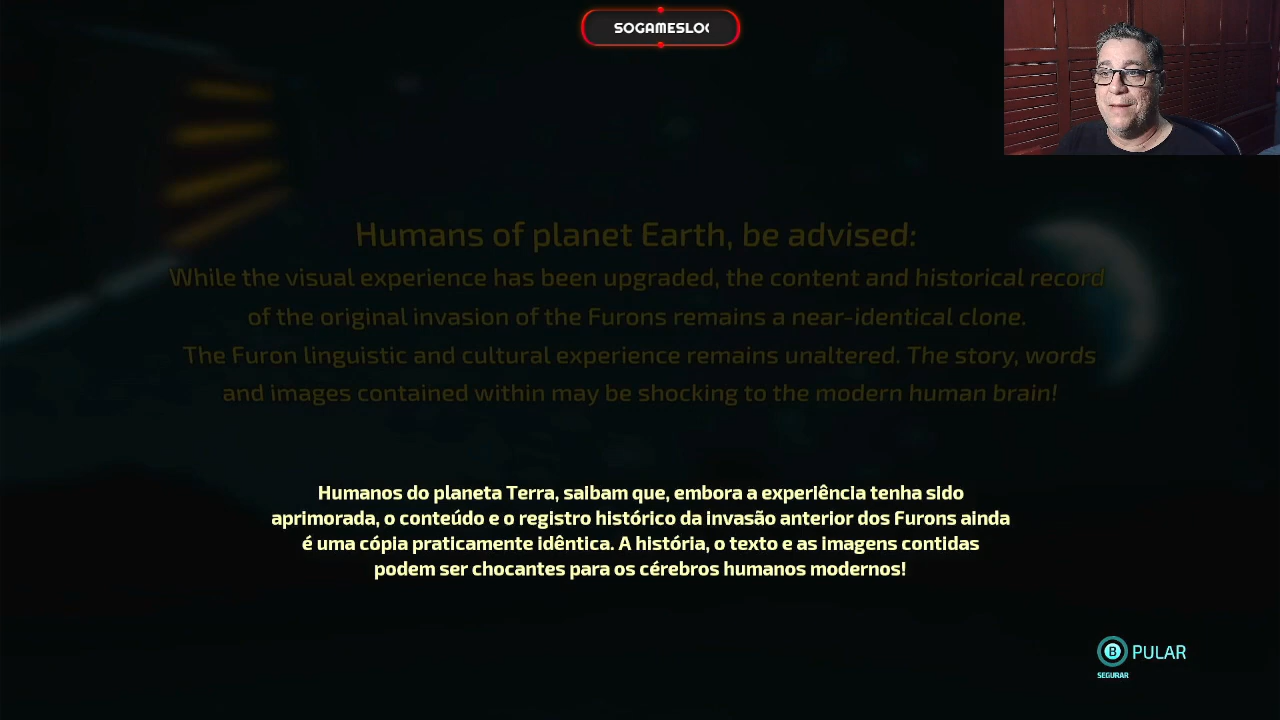 SOGAMESLOC
Humans of planet Earth, be advised:
While the visual experience has been upgraded, the content and historical record
of the original invasion of the Furons remains a near-identical clone.
The Furon linguistic and cultural experience remains unaltered. The story, words
and images contained within may be shocking to the modern human brain!
Humanos do planeta Terra, saibam que, embora a experiência tenha sido
aprimorada, o conteúdo e o registro histórico da invasão anterior dos Furons ainda
é uma cópia praticamente idêntica. A história, o texto e as imagens contidas
podem ser chocantes para os cérebros humanos modernos!
B PULAR
SEGURAR